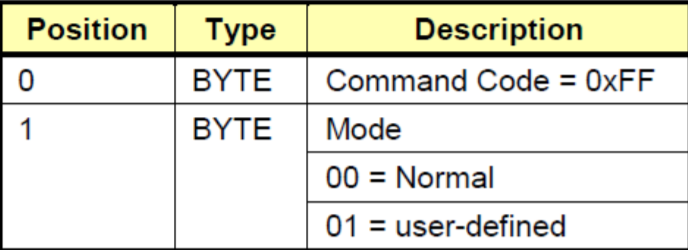 Position Type Description
0 BYTE Command Code = 0xFF
1 BYTE Mode
00 = Normal
01 = user-defined